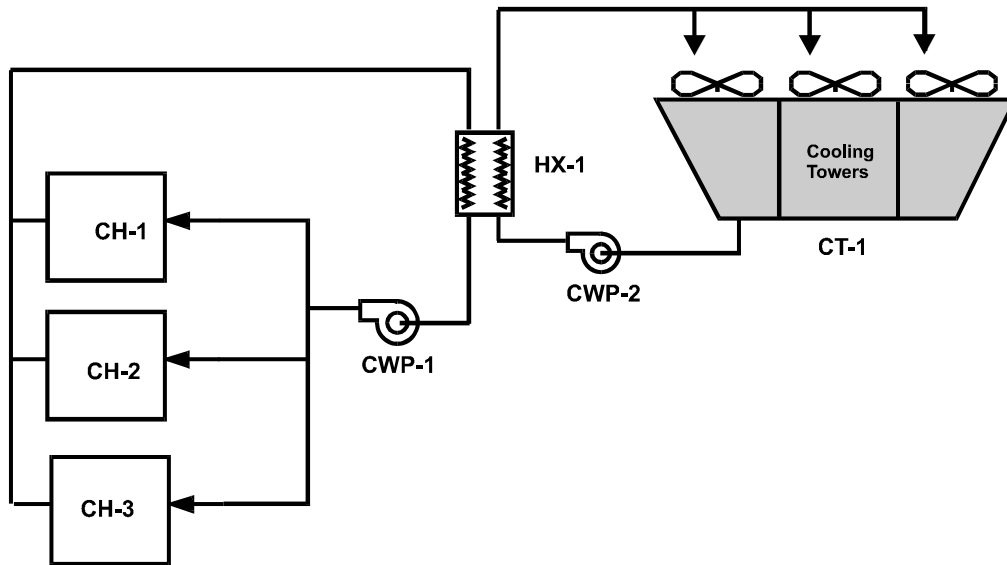 HX-1
Cooling
Towers
CT-1
CWP-2
CH-1
CWP-1
CH-2
CH-3